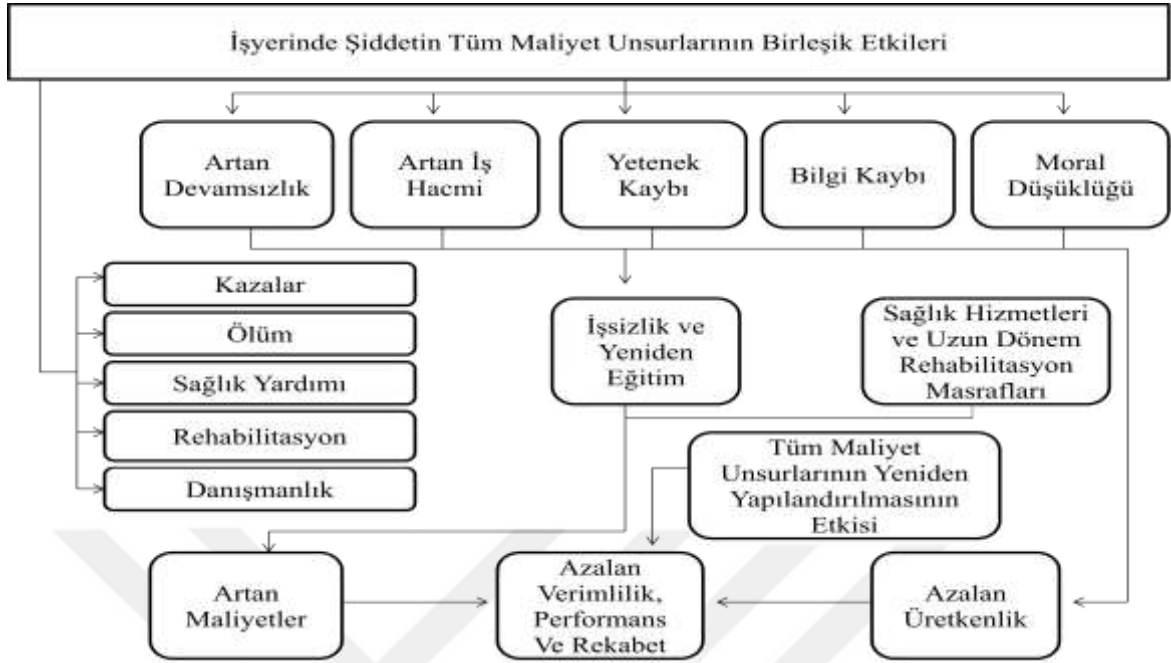 İşyerinde Şiddetin Tüm Maliyet Unsurlarının Birleşik Etkileri
Artan
Devamsızlık
Artan İş
Hacmi
Yetenek
Kaybı
Bilgi Kaybı
Moral
Düşüklüğü
Kazalar
Ölüm
Sağlık Yardımı
Rehabilitasyon
Danışmanlık
İşsizlik ve
Yeniden
Eğitim
Sağlık Hizmetleri
ve Uzun Dönem
Rehabilitasyon
Masrafları
Tüm Maliyet
Unsurlarının Yeniden
Yapılandırılmasının
Etkisi
Artan
Maliyetler
Azalan
Verimlilik,
Performans
Ve Rekabet
Azalan
Üretkenlik